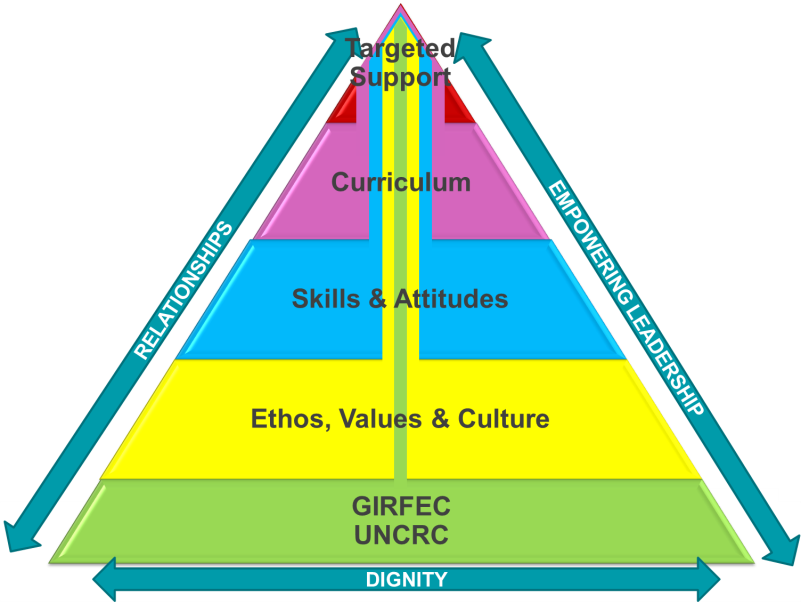 Targeted
Support
Curriculum
Skills & Attitudes
Ethos, Values & Culture
GIRFEC
UNCRC
RELATIONSHIPS
EMPOWERING LEADERSHIP
DIGNITY